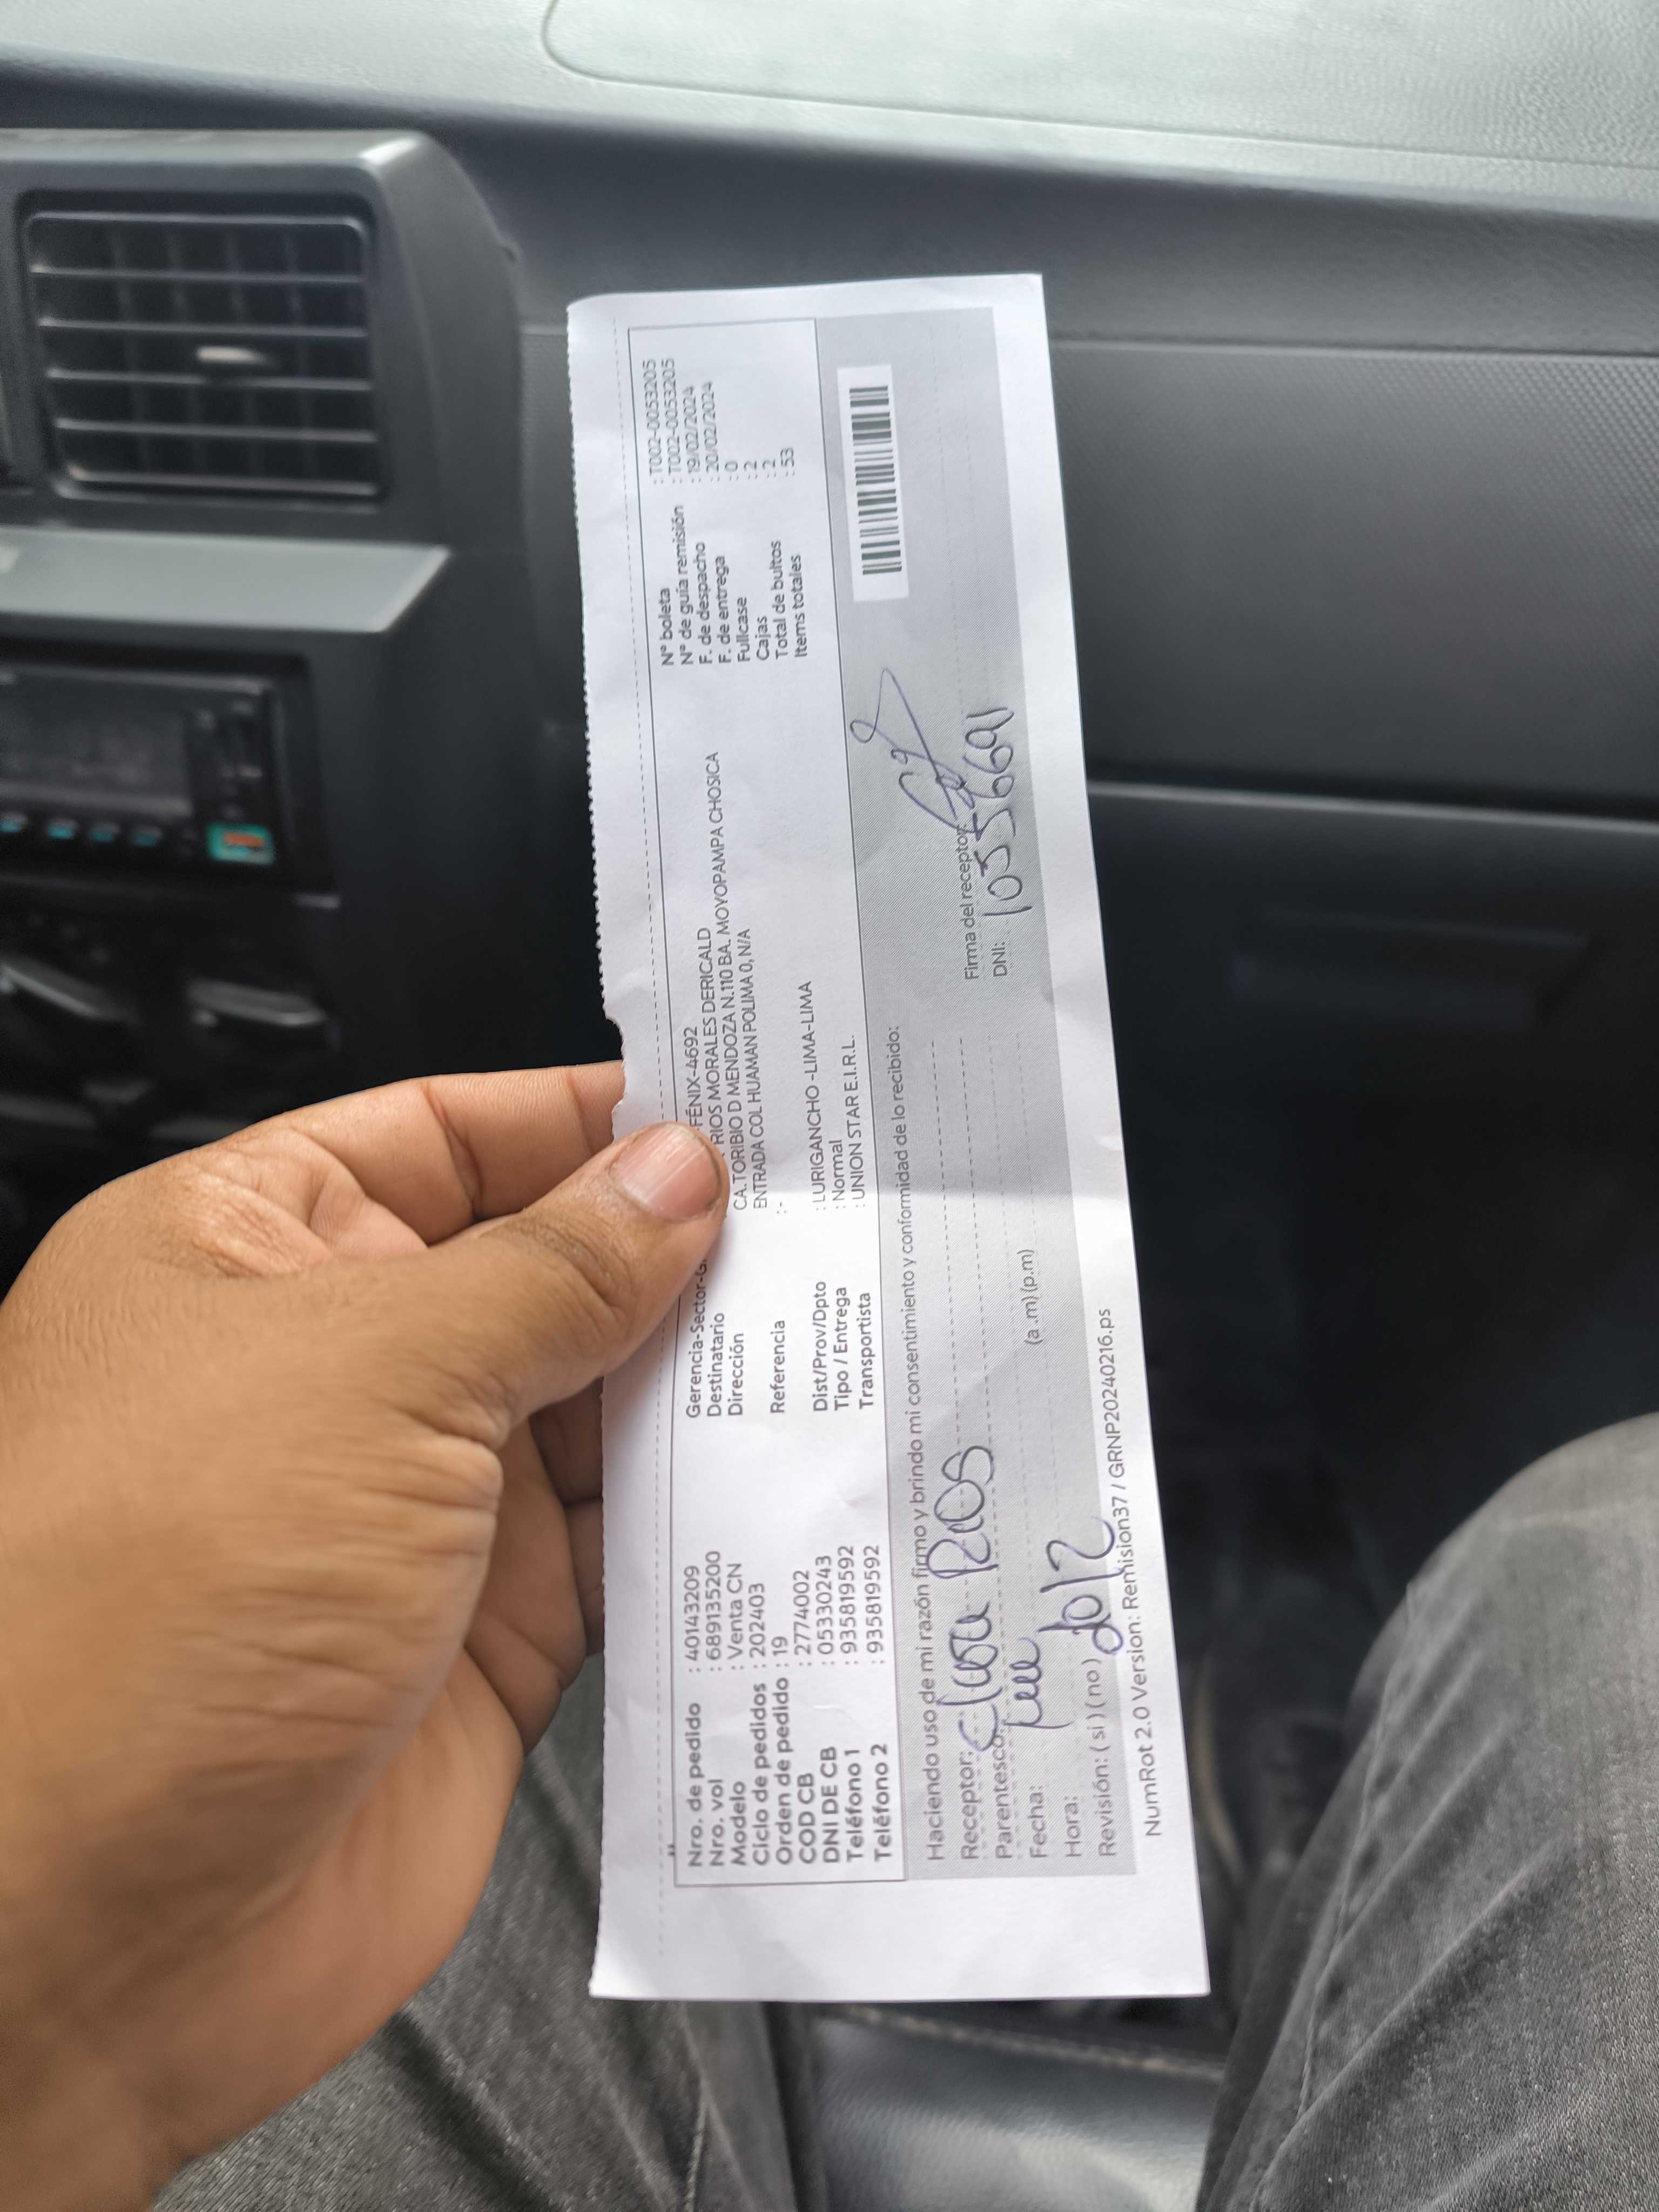 Nro. de pedido : 40143209
Nro. vol : 689135200
Modelo : Venta CN
Ciclo de pedidos : 202403
Orden de pedido : 19
COD CB : 2774002
DNI DE CB : 05330243
Teléfono 1 : 935819592
Teléfono 2 : 935819592
Gerencia-Sector-G. FÉNIX-4692
Destinatario RIOS MORALES DERICALD
Dirección CA.TORIBIO D MENDOZA N.110 BA. MOYOPAMPA CHOSICA
ENTRADA COL HUAMAN POLIMA 0, N/A
Referencia : -
Dist/Prov/Dpto : LURIGANCHO -LIMA-LIMA
Tipo / Entrega : Normal
Transportista : UNION STAR E.I.R.L.
Nº boleta : T002-0053205
Nº de guía remisión : T002-0053205
F. de despacho : 19/02/2024
F. de entrega : 20/02/2024
Fullcase : 0
Cajas : 2
Total de bultos : 2
Items totales : 53
Haciendo uso de mi razón firmo y brindo mi consentimiento y conformidad de lo recibido:
Receptor: Rios
Parentesco:
Fecha:
Hora: (a.m) (p.m)
Revisión: ( si ) ( no )
Firma del receptor:
DNI:
NumRot 2.0 Version: Remision37 / GRNP20240216.ps